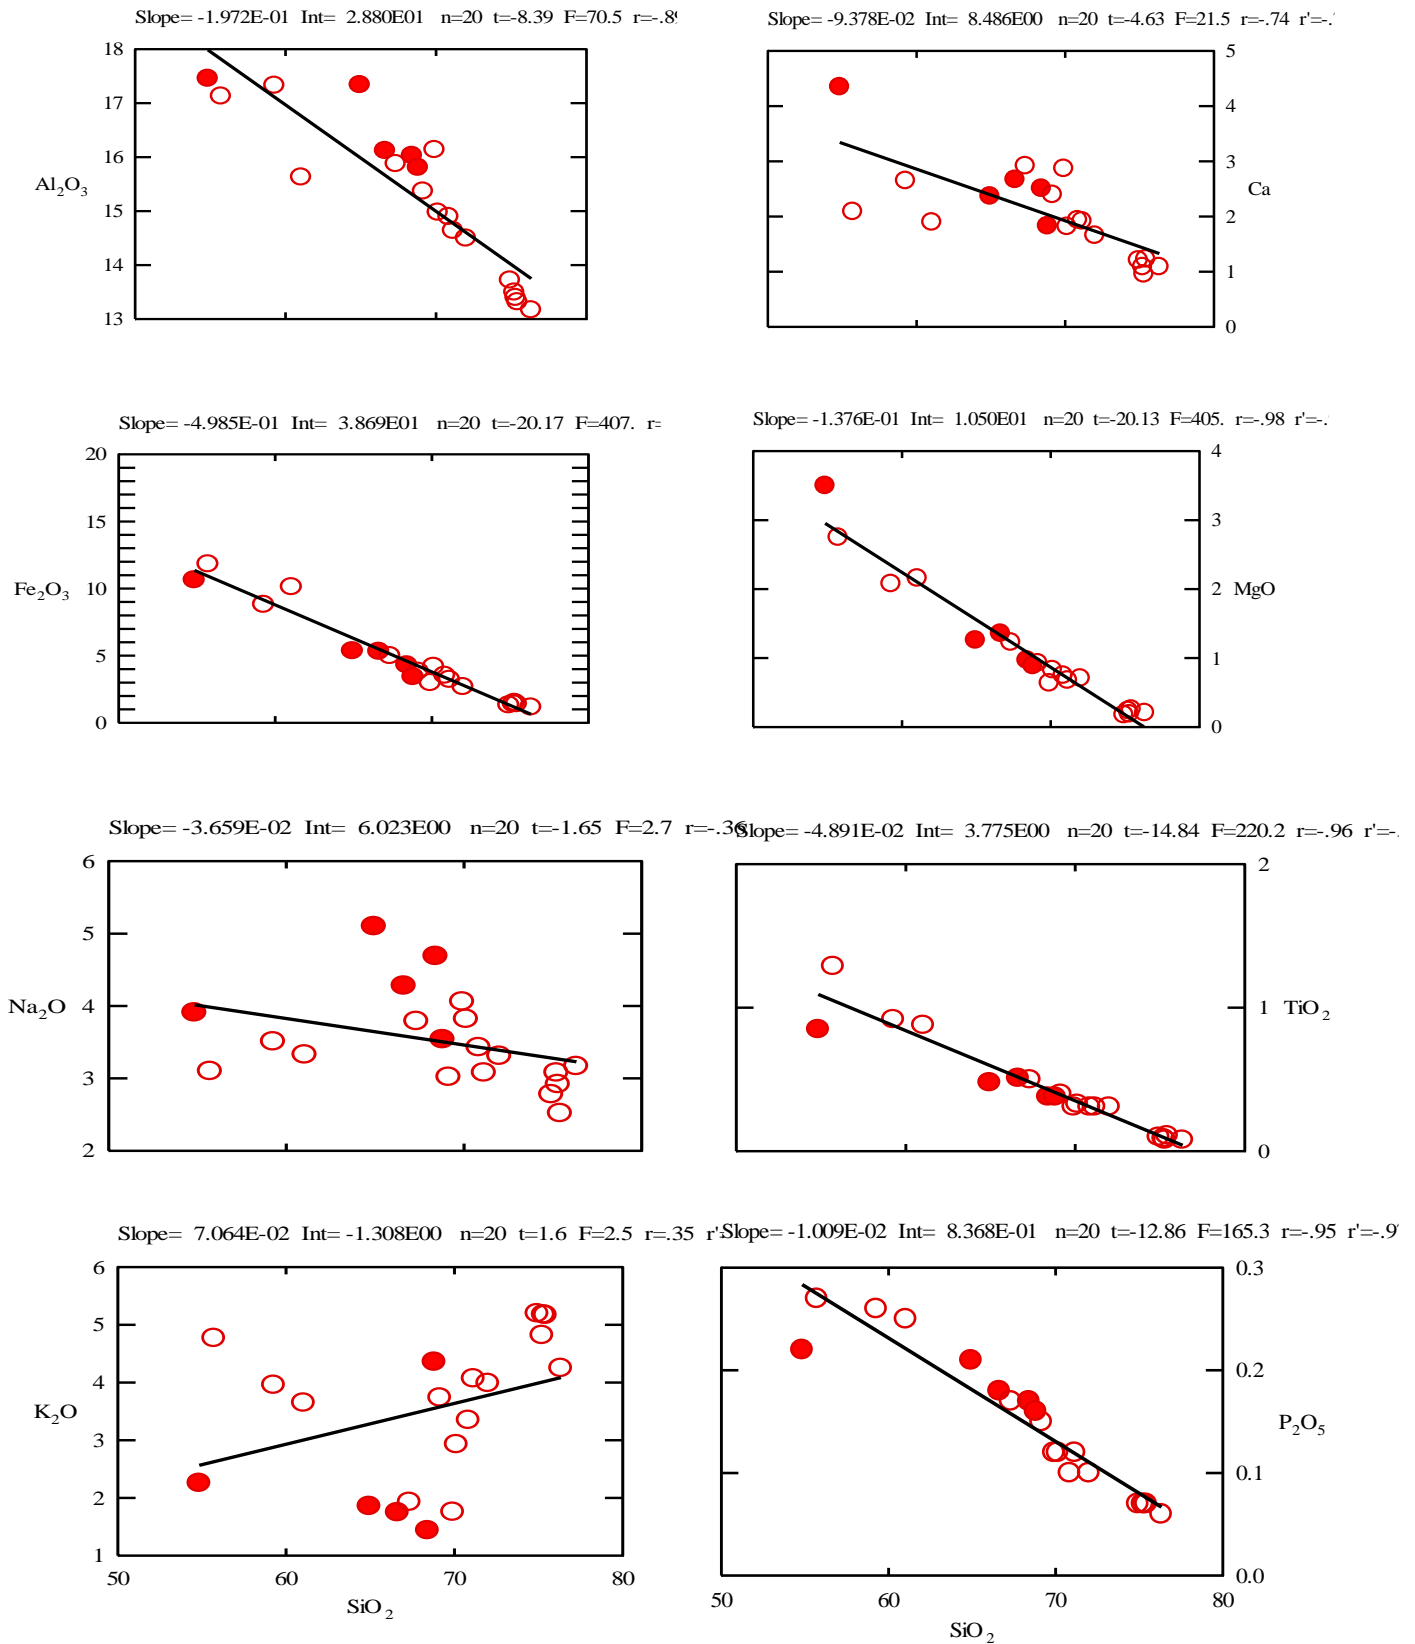 Slope= -1.972E-01 Int= 2.880E01 n=20 t=-8.39 F=70.5 r=-.89
18
17
16
15
14
13
Al2O3
Slope= -9.378E-02 Int= 8.486E00 n=20 t=-4.63 F=21.5 r=-.74 r'=-.
5
4
3
2
1
0
Ca
Slope= -4.985E-01 Int= 3.869E01 n=20 t=-20.17 F=407. r=
20
15
10
5
0
Fe2O3
Slope= -1.376E-01 Int= 1.050E01 n=20 t=-20.13 F=405. r=-.98 r'=-.
4
3
2
1
0
MgO
Slope= -3.659E-02 Int= 6.023E00 n=20 t=-1.65 F=2.7 r=-.36
6
5
4
3
2
Na2O
Slope= -4.891E-02 Int= 3.775E00 n=20 t=-14.84 F=220.2 r=-.96 r'=-.
2
1
0
TiO2
Slope= 7.064E-02 Int= -1.308E00 n=20 t=1.6 F=2.5 r=.35 r'
6
5
4
3
2
1
K2O
50 60 70 80
SiO2
Slope= -1.009E-02 Int= 8.368E-01 n=20 t=-12.86 F=165.3 r=-.95 r'=-.9
0.3
0.2
0.1
0.0
P2O5
50 60 70 80
SiO2